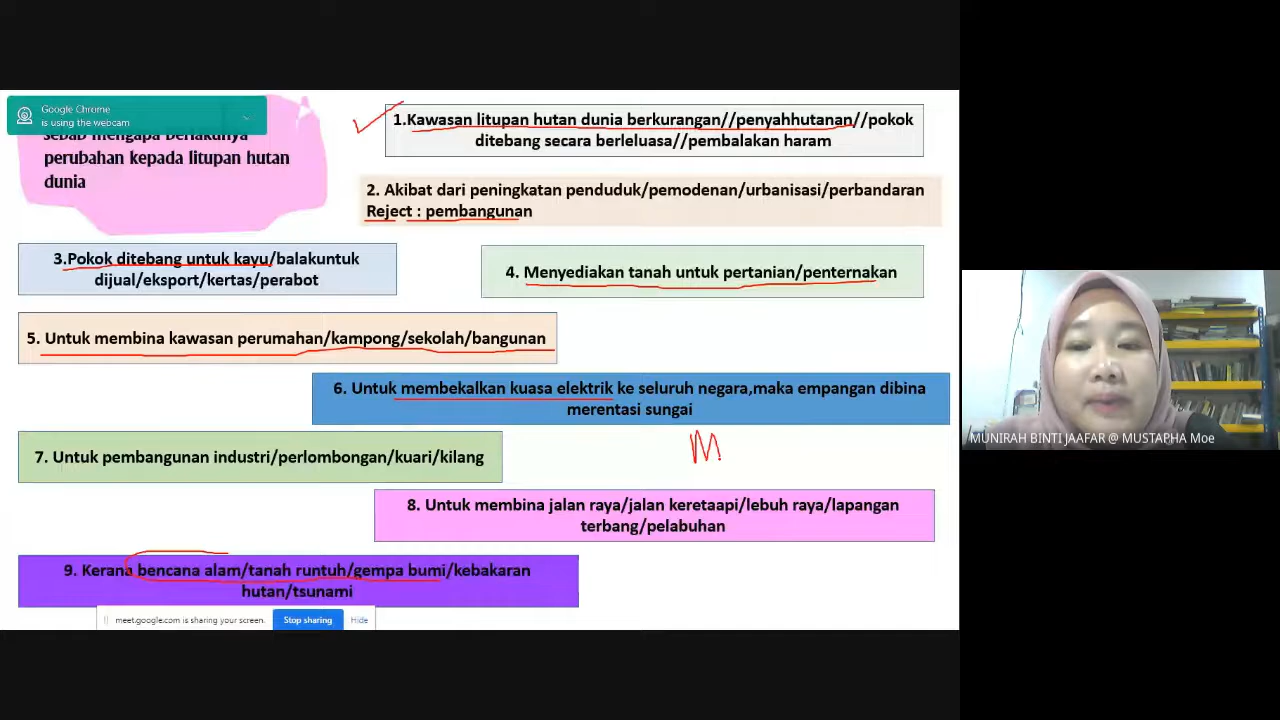 Google Chrome
is using the webcam
perubahan kepada litupan hutan
dunia
1.Kawasan litupan hutan dunia berkurangan//penyahhutanan//pokok
ditebang secara berleluasa//pembalakan haram
2. Akibat dari peningkatan penduduk/pemodenan/urbanisasi/perbandaran
Reject : pembangunan
3.Pokok ditebang untuk kayu/balakuntuk
dijual/eksport/kertas/perabot
4. Menyediakan tanah untuk pertanian/penternakan
5. Untuk membina kawasan perumahan/kampong/sekolah/bangunan
6. Untuk membekalkan kuasa elektrik ke seluruh negara,maka empangan dibina
merentasi sungai
M
7. Untuk pembangunan industri/perlombongan/kuari/kilang
8. Untuk membina jalan raya/jalan keretaapi/lebuh raya/lapangan
terbang/pelabuhan
9. Kerana bencana alam/tanah runtuh/gempa bumi/kebakaran
hutan/tsunami
meet.google.com is sharing your screen.
Stop sharing
Hide
MUNIRAH BINTI JAAFAR @ MUSTAPHA Moe